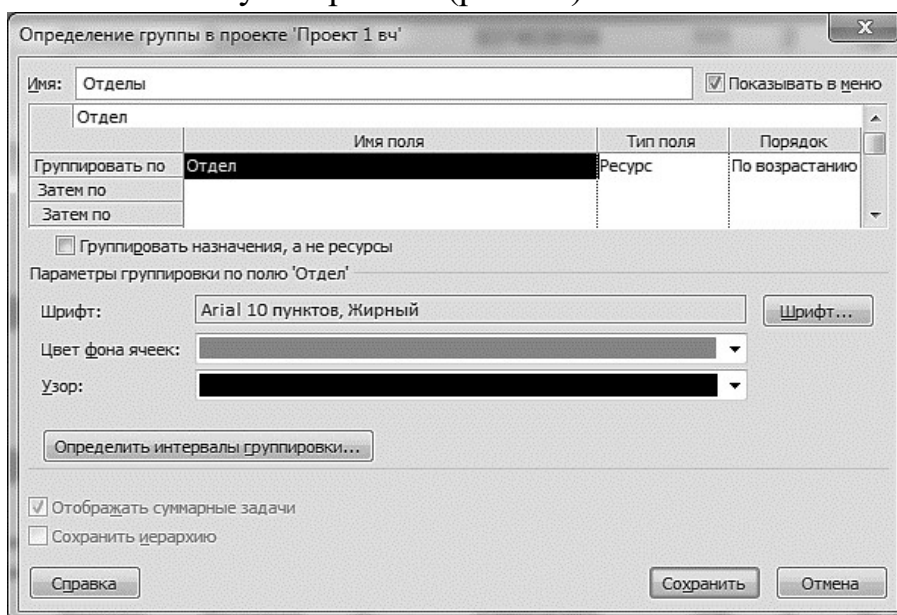 Определение группы в проекте 'Проект 1 вч'
X
Имя: Отделы Показывать в меню
Отдел
Имя поля Тип поля Порядок
Группировать по Отдел Ресурс По возрастанию
Затем по
Затем по
Группировать назначения, а не ресурсы
Параметры группировки по полю 'Отдел'
Шрифт: Arial 10 пунктов, Жирный Шрифт...
Цвет фона ячеек:
Узор:
Определить интервалы группировки...
Отображать суммарные задачи
Сохранить иерархию
Справка Сохранить Отмена